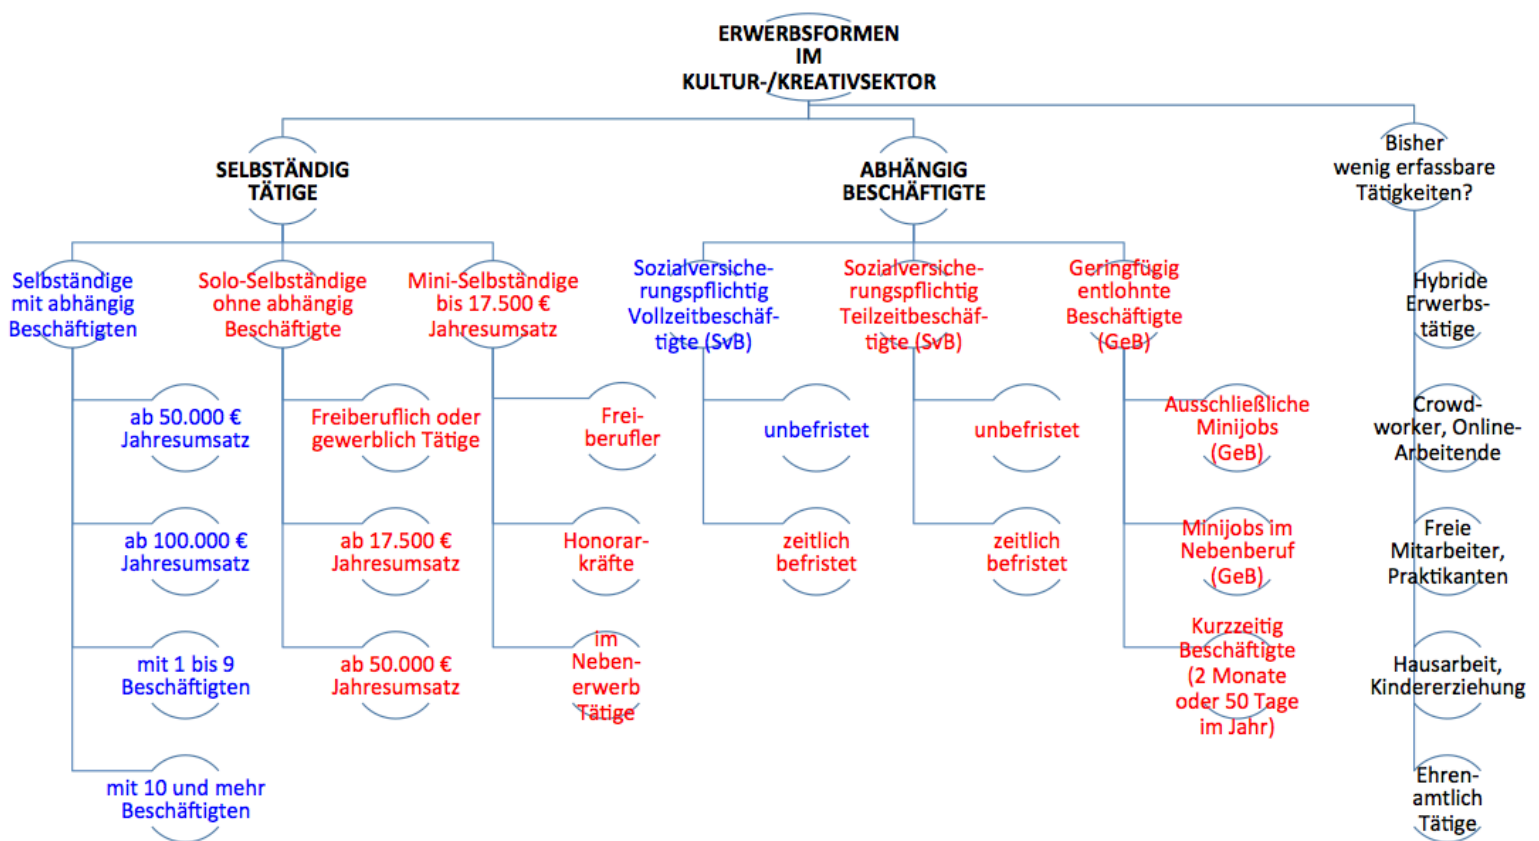 ERWERBSFORMEN
IM
KULTUR-/KREATIVSEKTOR
SELBSTÄNDIG
TÄTIGE
ABHÄNGIG
BESCHÄFTIGTE
Bisher
wenig erfassbare
Tätigkeiten?
Selbständige
mit abhängig
Beschäftigten
Solo-Selbständige
ohne abhängig
Beschäftigte
Mini-Selbständige
bis 17.500 €
Jahresumsatz
Sozialversiche-
rungspflichtig
Vollzeitbeschäf-
tigte (SvB)
Sozialversiche-
rungspflichtig
Teilzeitbeschäf-
tigte (SvB)
Geringfügig
entlohnte
Beschäftigte
(GeB)
Hybride
Erwerbs-
tätige
ab 50.000 €
Jahresumsatz
Freiberuflich oder
gewerblich Tätige
Frei-
berufler
unbefristet
unbefristet
Ausschließliche
Minijobs
(GeB)
Crowd-
worker, Online-
Arbeitende
ab 100.000 €
Jahresumsatz
ab 17.500 €
Jahresumsatz
Honorar-
kräfte
zeitlich
befristet
zeitlich
befristet
Minijobs im
Nebenberuf
(GeB)
Freie
Mitarbeiter,
Praktikanten
mit 1 bis 9
Beschäftigten
ab 50.000 €
Jahresumsatz
im
Neben-
erwerb
Tätige
Kurzzeitig
Beschäftigte
(2 Monate
oder 50 Tage
im Jahr)
Hausarbeit,
Kindererziehung
mit 10 und mehr
Beschäftigten
Ehren-
amtlich
Tätige